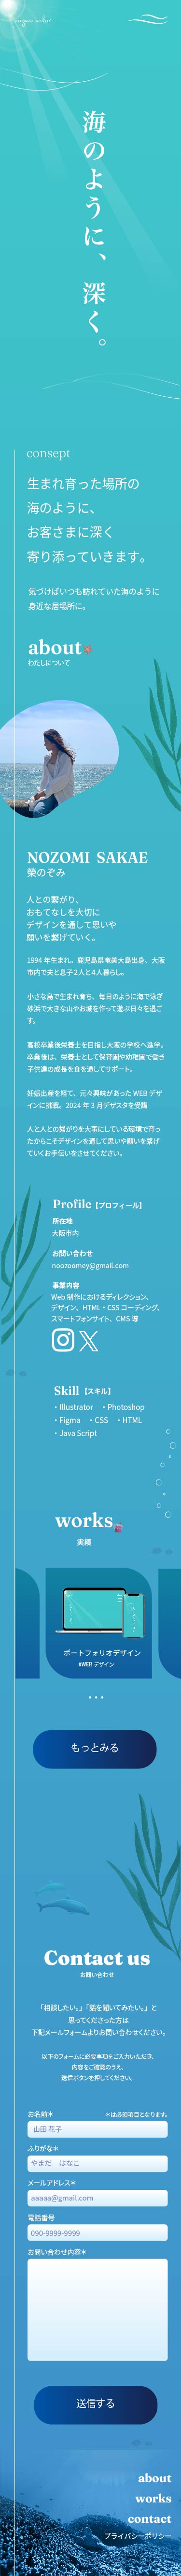 nozomi sakae
海のように、深く。
consept
生まれ育った場所の
海のように、
お客さまに深く
寄り添っていきます。
気づけばいつも訪れていた海のように
身近な居場所に。
about
わたしについて
NOZOMI SAKAE
榮のぞみ
人との繋がり、
おもてなしを大切に
デザインを通して思いや
願いを繋げていく。
1994 年生まれ。鹿児島県奄美大島出身、大阪
市内で夫と息子２人と４人暮らし。
小さな島で生まれ育ち、毎日のように海で泳ぎ
砂浜で大きな山やお城を作って遊ぶ日々を過ご
す。
高校卒業後栄養士を目指し大阪の学校へ進学。
卒業後は、栄養士として保育園や幼稚園で働き
子供達の成長を食を通してサポート。
妊娠出産を経て、元々興味があった WEB デザ
インに挑戦。2024 年 3 月デザスタを受講
人と人との繋がりを大事にしている環境で育っ
たからこそデザインを通して思いや願いを繋げ
ていくお手伝いをさせてください。
Profile【プロフィール】
所在地
大阪市内
お問い合わせ
noozoomey@gmail.com
事業内容
Web 制作におけるディレクション、
デザイン、HTML・CSS コーディング、
スマートフォンサイト、CMS 導
Skill 【スキル】
・Illustrator ・Photoshop
・Figma ・CSS ・HTML
・Java Script
works
実績
ポートフォリオデザイン
#WEB デザイン
もっとみる
Contact us
お問い合わせ
「相談したい。」「話を聞いてみたい。」と
思ってくださった方は
下記メールフォームよりお問い合わせください。
以下のフォームに必要事項をご入力いただき、
内容をご確認のうえ、
送信ボタンを押してください。
お名前＊ ＊は必須項目となります。
山田 花子
ふりがな＊
やまだ はなこ
メールアドレス＊
aaaaa@gmail.com
電話番号
090-9999-9999
お問い合わせ内容＊
送信する
about
works
contact
プライバシーポリシー